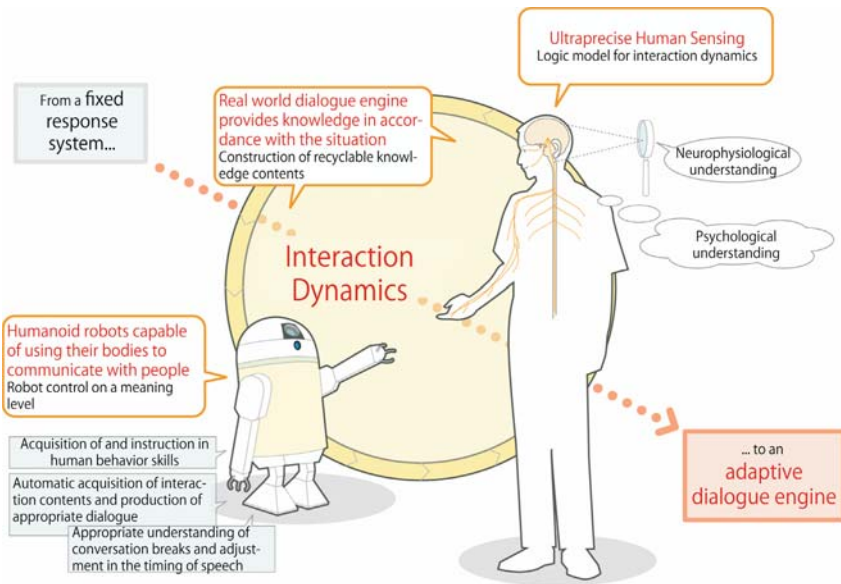 Ultraprecise Human Sensing
Logic model for interaction dynamics
From a fixed
response
system...
Real world dialogue engine
provides knowledge in accor-
dance with the situation
Construction of recyclable knowl-
edge contents
Neurophysiological
understanding
Psychological
understanding
Interaction
Dynamics
Humanoid robots capable
of using their bodies to
communicate with people
Robot control on a meaning
level
Acquisition of and instruction in
human behavior skills
Automatic acquisition of interac-
tion contents and production of
appropriate dialogue
Appropriate understanding of
conversation breaks and adjust-
ment in the timing of speech
... to an
adaptive
dialogue engine